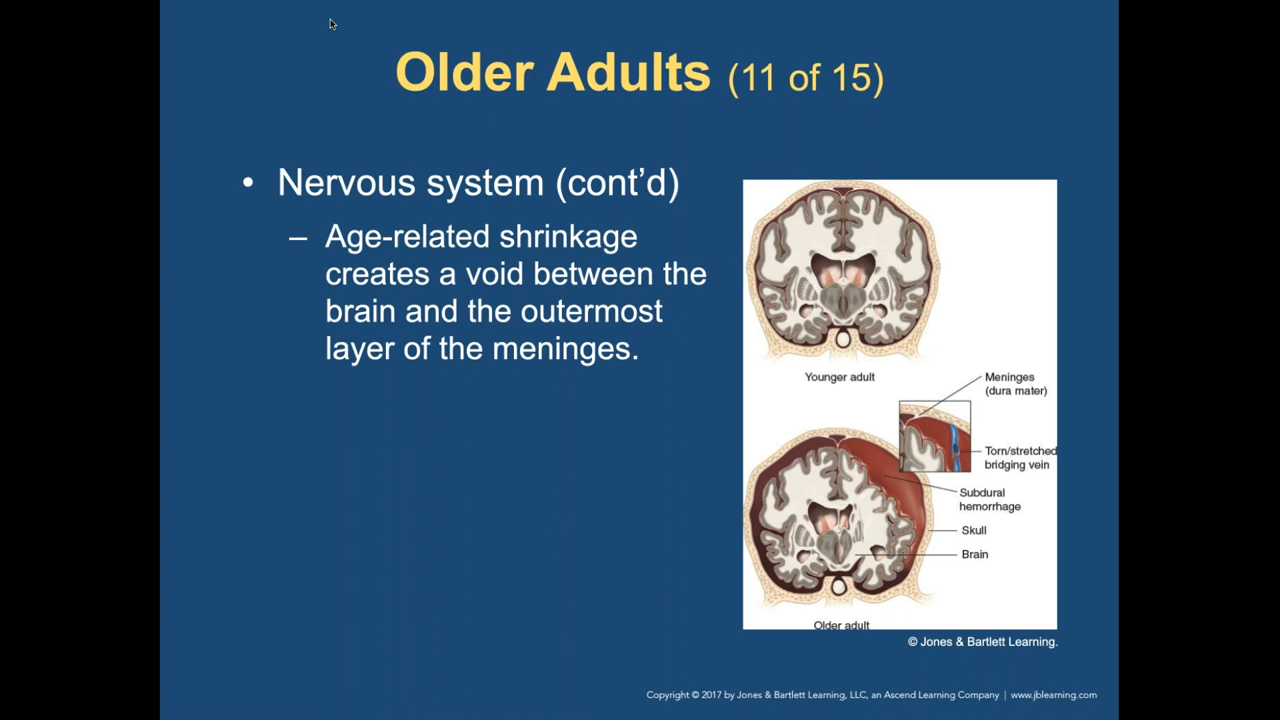 Older Adults (11 of 15)
• Nervous system (cont’d)
– Age-related shrinkage
creates a void between the
brain and the outermost
layer of the meninges.
Younger adult
Meninges
(dura mater)
Torn/stretched
bridging vein
Subdural
hemorrhage
Skull
Brain
Older adult
© Jones & Bartlett Learning.
Copyright © 2017 by Jones & Bartlett Learning, LLC, an Ascend Learning Company | www.jblearning.com